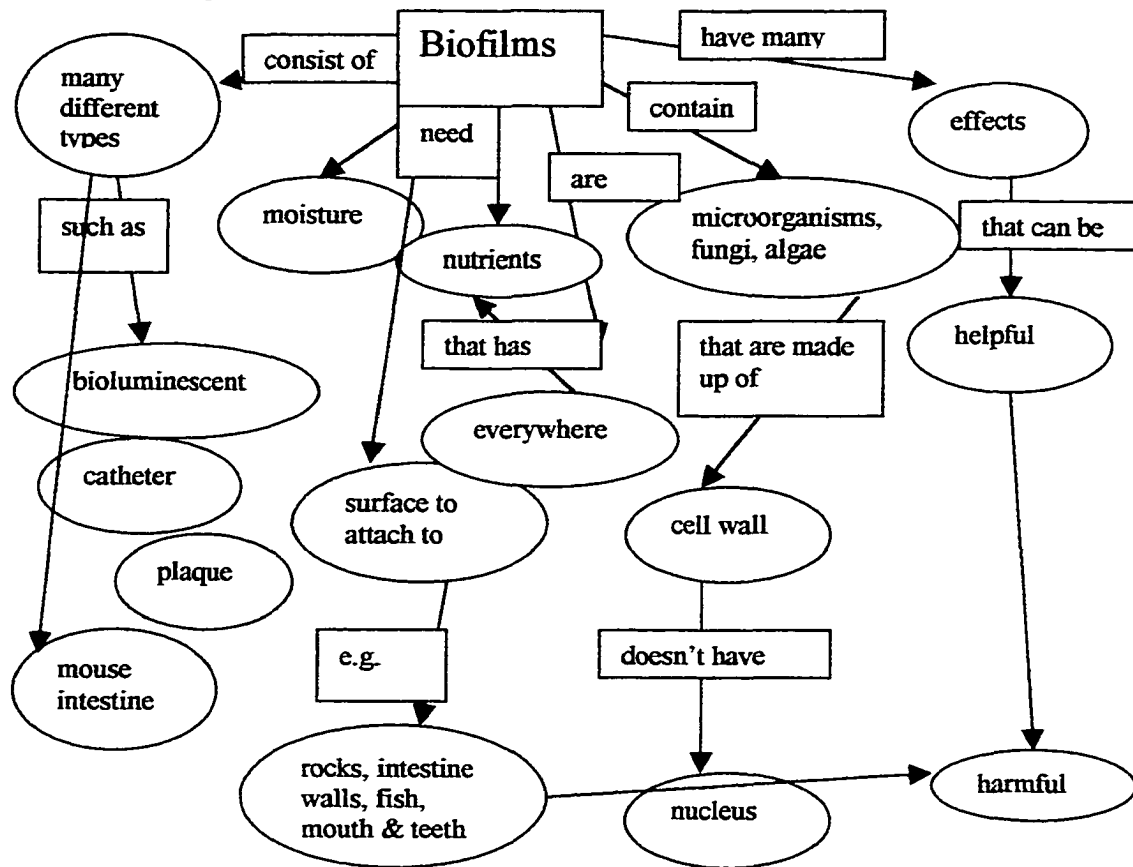 Biofilms
consist of
have many
many
different
types
contain
effects
need
are
such as
moisture
microorganisms,
fungi, algae
that can be
nutrients
helpful
that has
that are made
up of
bioluminescent
everywhere
catheter
surface to
attach to
cell wall
plaque
e.g.
doesn't have
mouse
intestine
rocks, intestine
walls, fish,
mouth & teeth
nucleus
harmful